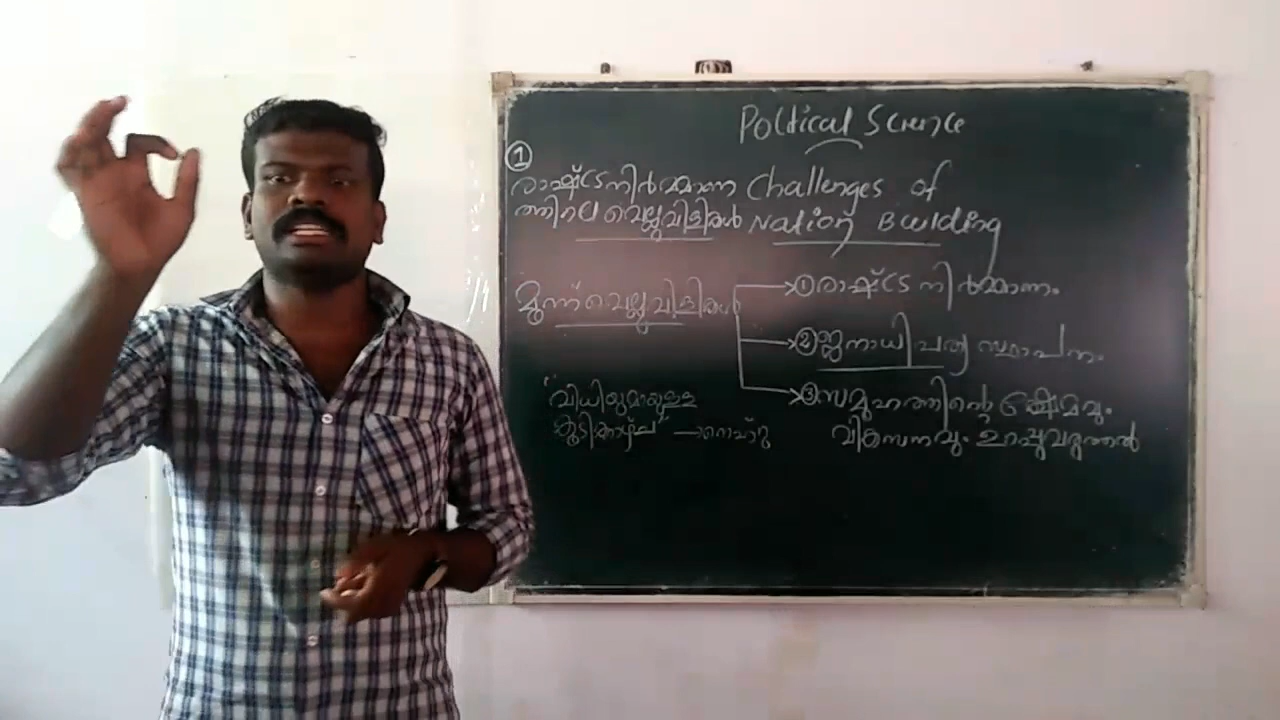 Political Science
①
രാഷ്ട്രനിർമ്മാണ Challenges of
ത്തിലെ വെല്ലുവിളികൾ Nation Building
മൂന്ന് വെല്ലുവിളികൾ
① രാഷ്ട്ര നിർമ്മാണം
② ജനാധിപത്യ സ്ഥാപനം
③ സമൂഹത്തിന്റെ ക്ഷേമവും
വികസനവും ഉറപ്പുവരുത്തൽ
"വിധിയുമായുള്ള
കൂടിക്കാഴ്ച" — നെഹ്റു